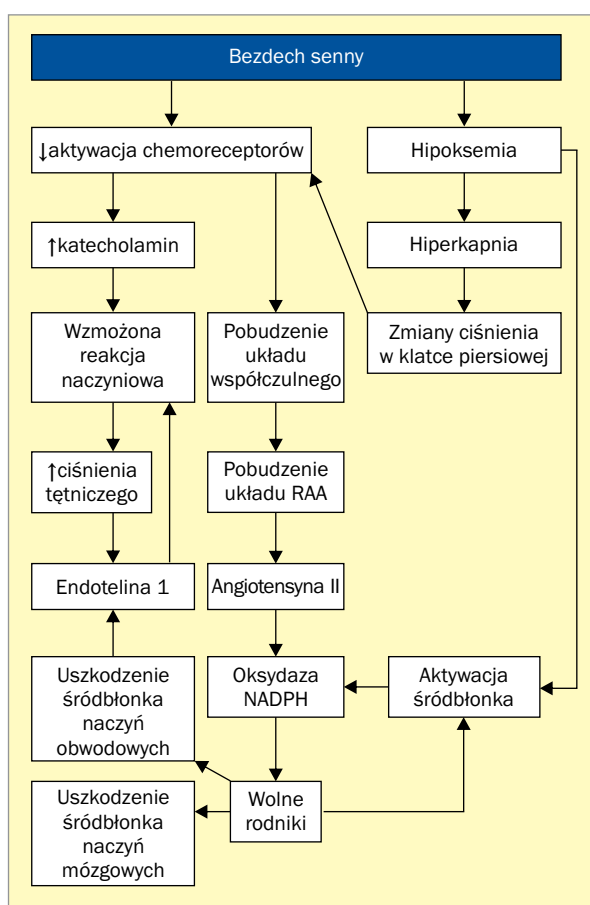 Bezdech senny
↓aktywacja chemoreceptorów
Hipoksemia
↑katecholamin
Hiperkapnia
Wzmożona
reakcja
naczyniowa
Pobudzenie
układu
współczulnego
Zmiany ciśnienia
w klatce piersiowej
↑ciśnienia
tętniczego
Pobudzenie
układu RAA
Endotelina 1
Angiotensyna II
Uszkodzenie
śródbłonka
naczyń
obwodowych
Oksydaza
NADPH
Aktywacja
śródbłonka
Uszkodzenie
śródbłonka
naczyń
mózgowych
Wolne
rodniki